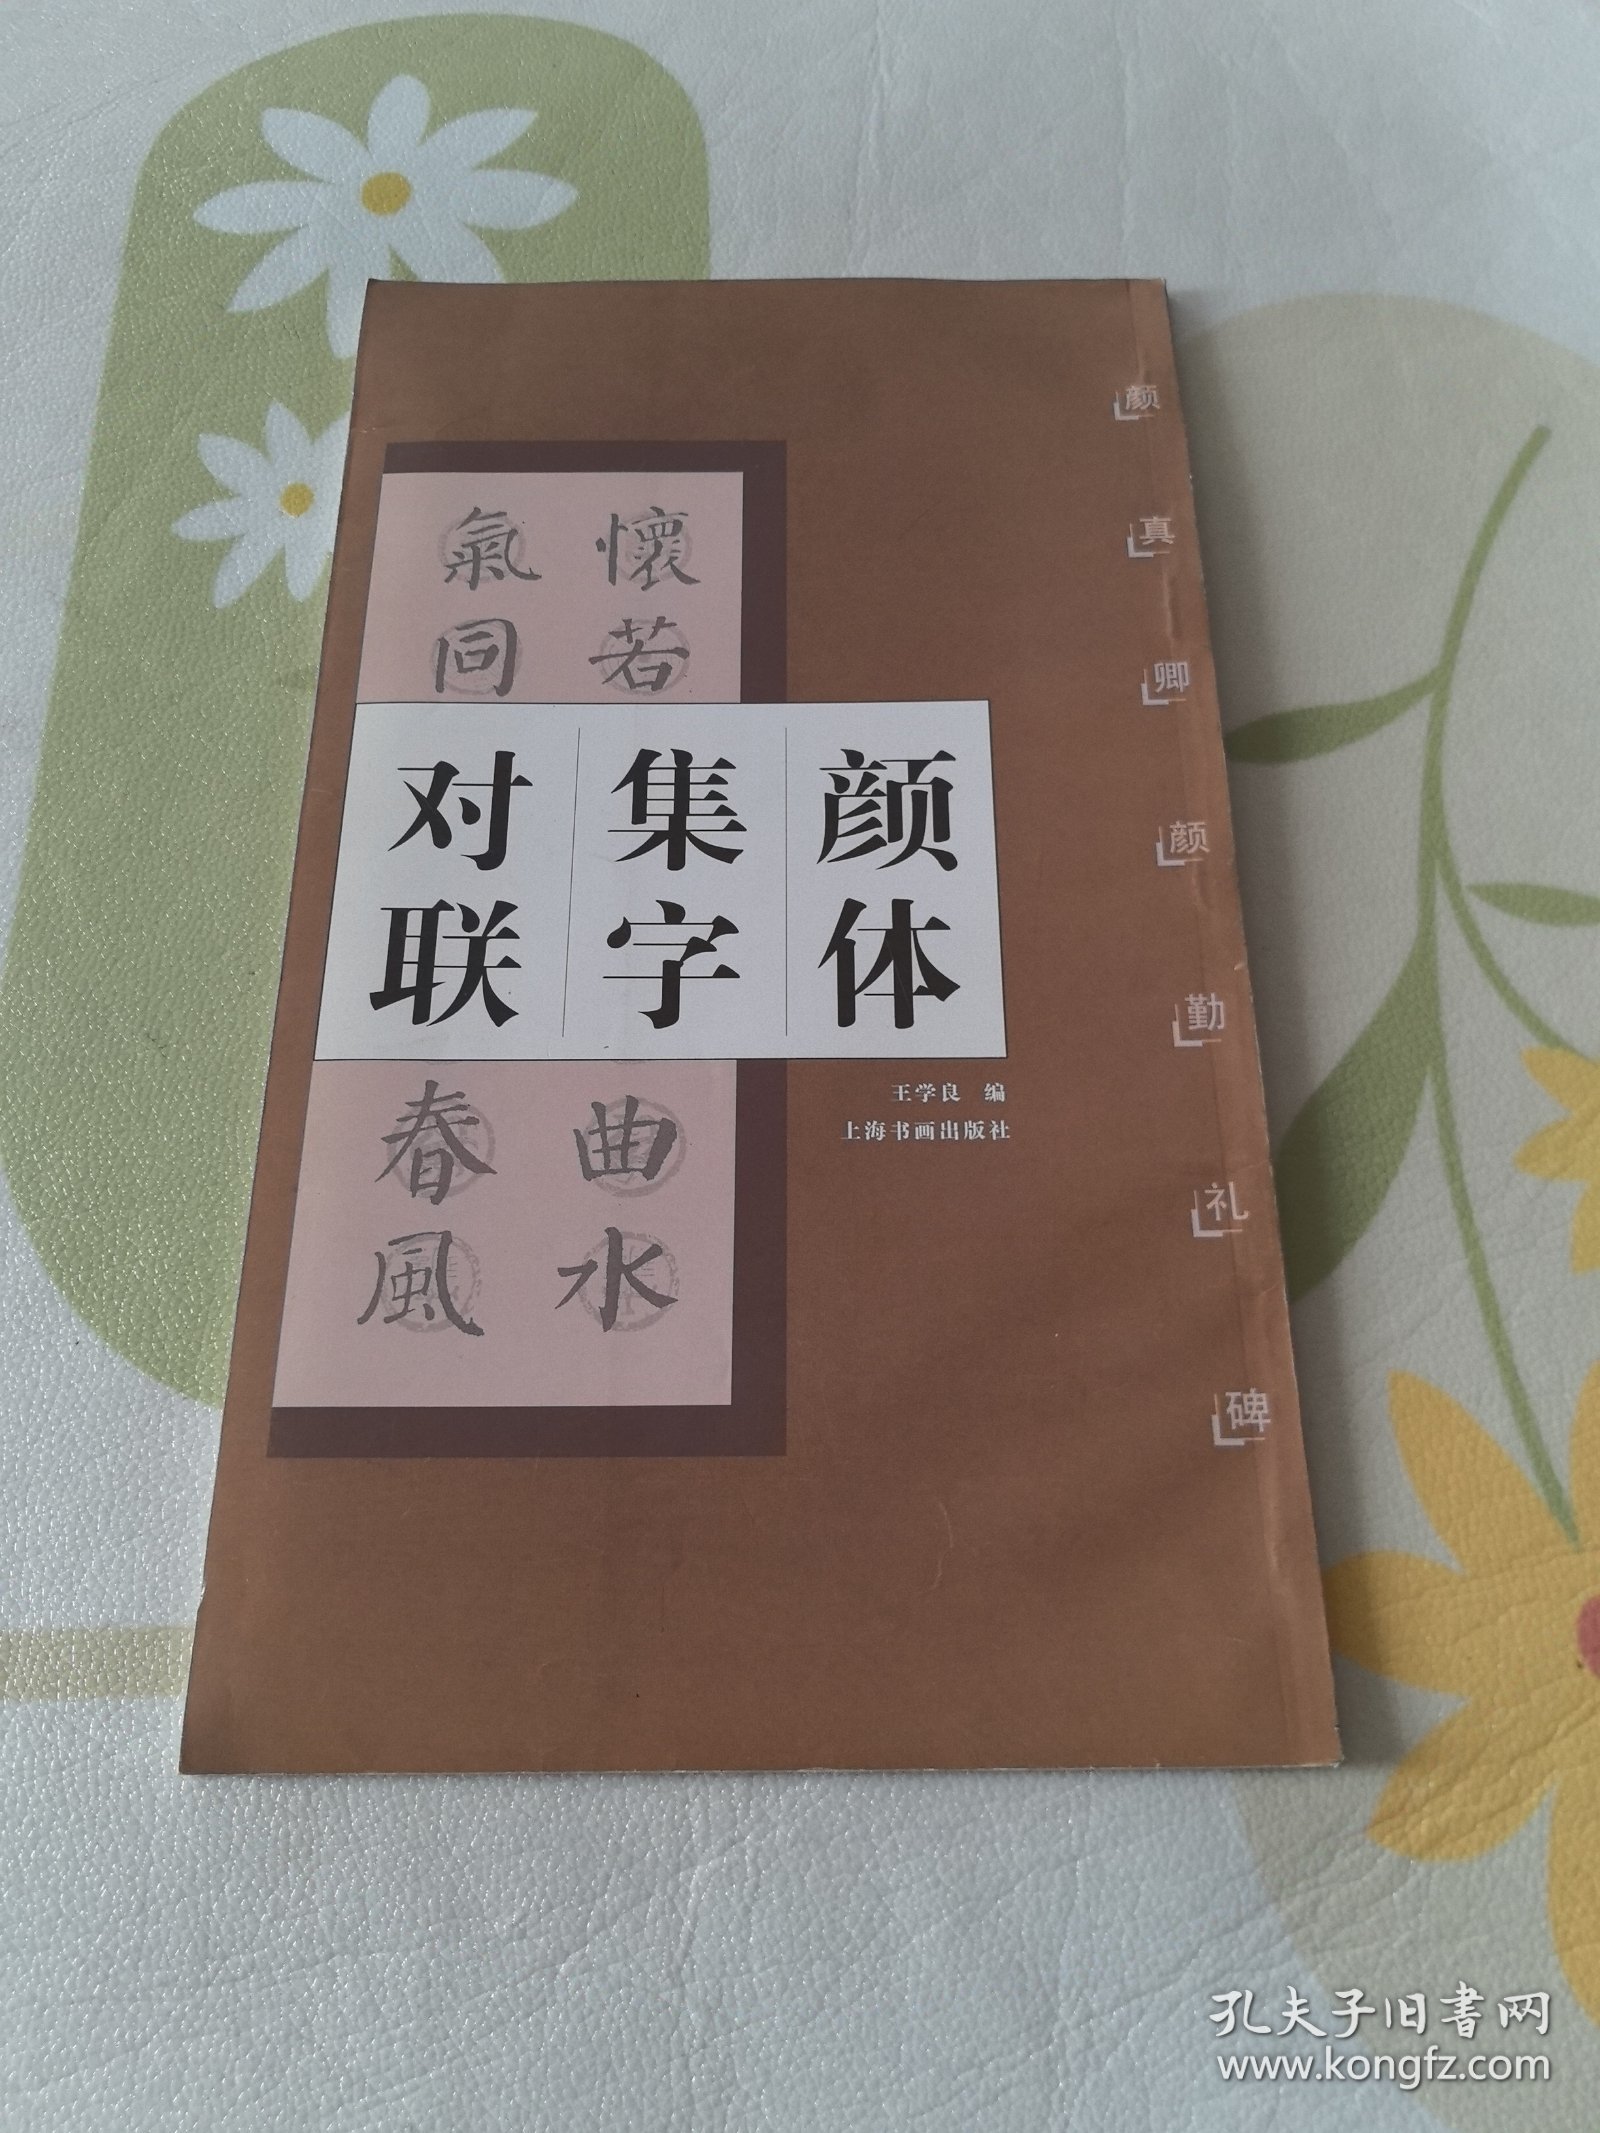 颜真卿颜勤礼碑
颜体
集字
对联
懷若
曲水
氣同
春風
王学良 编
上海书画出版社
孔夫子旧書网
www.kongfz.com